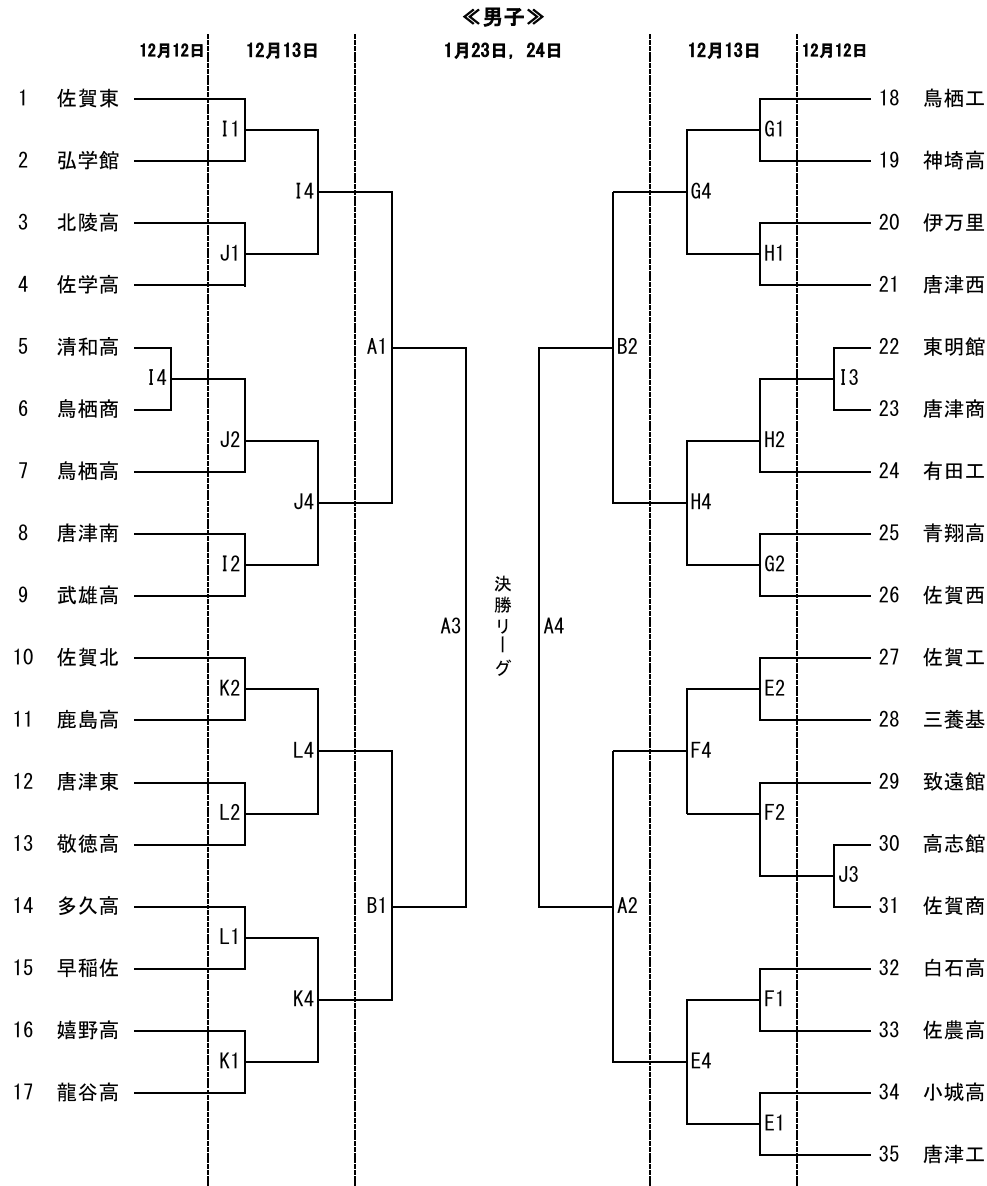 ≪男子≫
12月12日 12月13日 1月23日，24日 12月13日 12月12日
1 佐賀東 18 鳥栖工
I1 G1
2 弘学館 19 神埼高
I4 G4
3 北陵高 20 伊万里
J1 H1
4 佐学高 21 唐津西
5 清和高 A1 B2 22 東明館
I4 I3
6 鳥栖商 23 唐津商
J2 H2
7 鳥栖高 24 有田工
J4 H4
8 唐津南 25 青翔高
I2 G2
9 武雄高 26 佐賀西
A3 決勝リーグ A4
10 佐賀北 27 佐賀工
K2 E2
11 鹿島高 28 三養基
L4 F4
12 唐津東 29 致遠館
L2 F2
13 敬徳高 30 高志館
J3
14 多久高 B1 A2 31 佐賀商
L1
15 早稲佐 32 白石高
K4 F1
16 嬉野高 33 佐農高
K1 E4
17 龍谷高 34 小城高
E1
35 唐津工